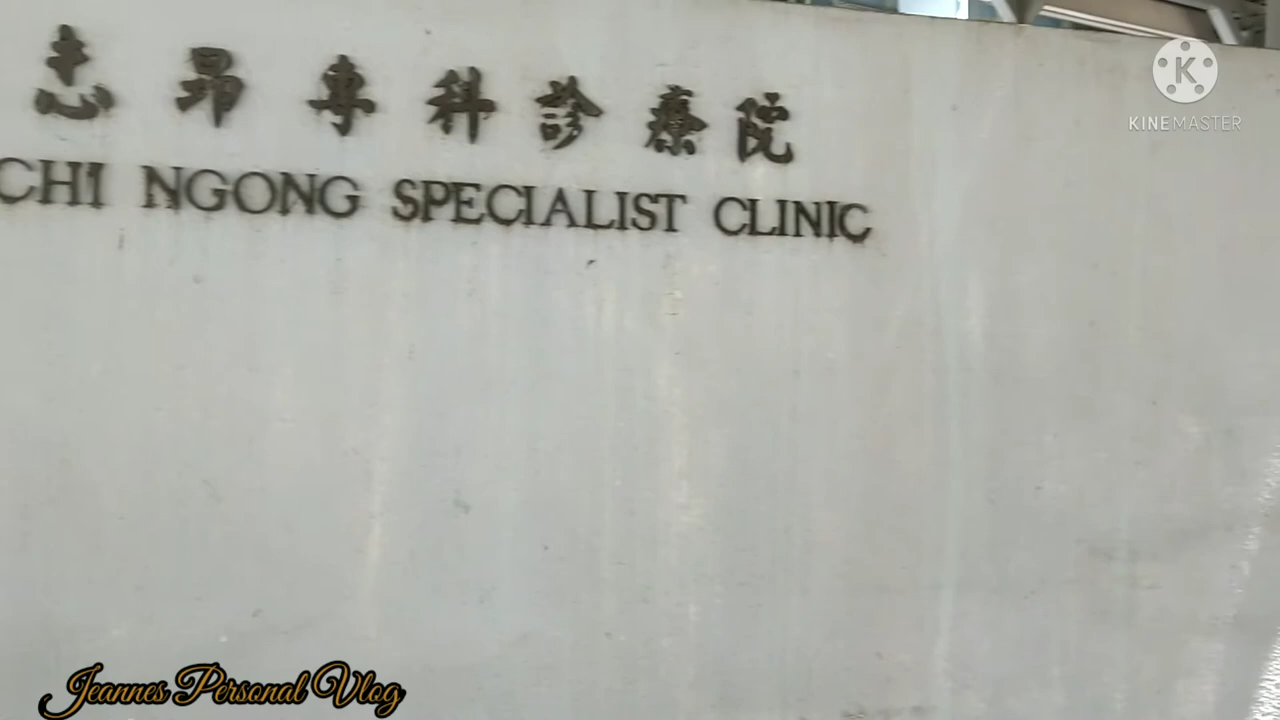 志昂專科診療院
CHI NGONG SPECIALIST CLINIC
K
KINEMASTER
Jeannes Personal Vlog